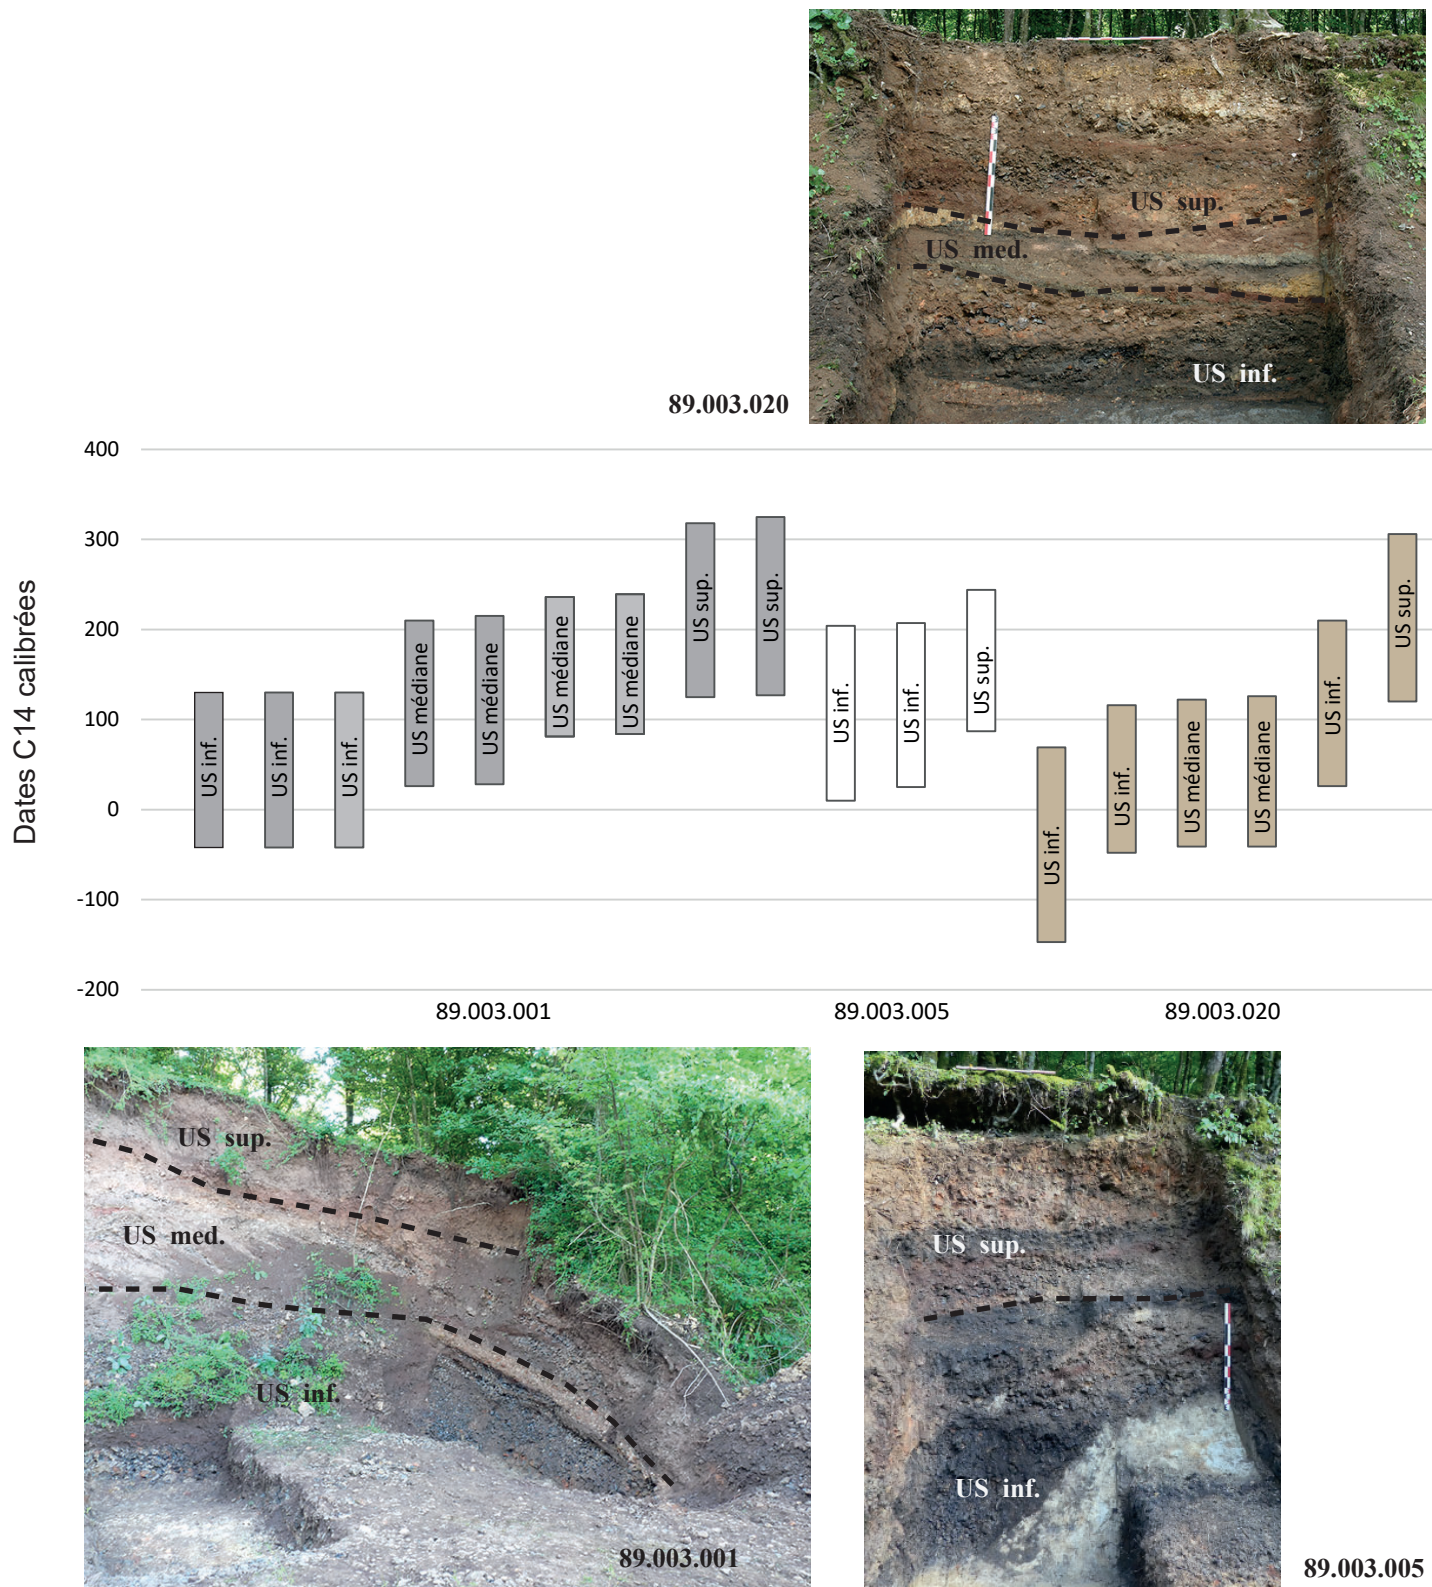 US sup.
US med.
US inf.
89.003.020
400
300
200
100
0
-100
-200
Dates C14 calibrées
US inf.
US inf.
US inf.
US médiane
US médiane
US médiane
US médiane
US sup.
US sup.
US inf.
US inf.
US sup.
US inf.
US inf.
US médiane
US médiane
US inf.
US sup.
89.003.001
89.003.005
89.003.020
US sup.
US med.
US inf.
89.003.001
US sup.
US inf.
89.003.005